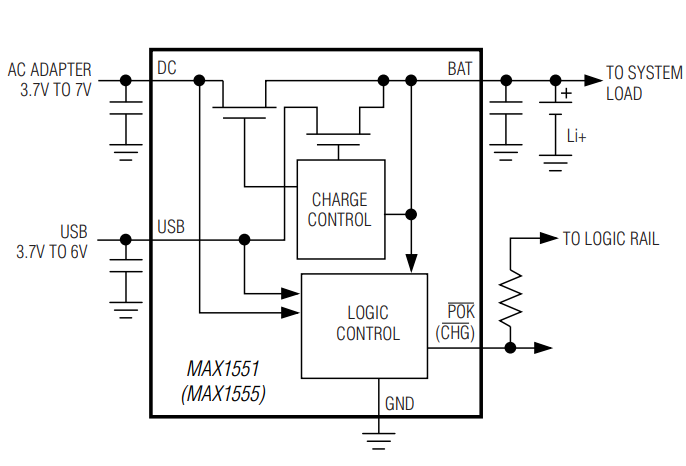 AC ADAPTER
3.7V TO 7V
DC
BAT
TO SYSTEM
LOAD
+
Li+
CHARGE
CONTROL
USB
3.7V TO 6V
USB
TO LOGIC RAIL
LOGIC
CONTROL
POK
(CHG)
MAX1551
(MAX1555)
GND